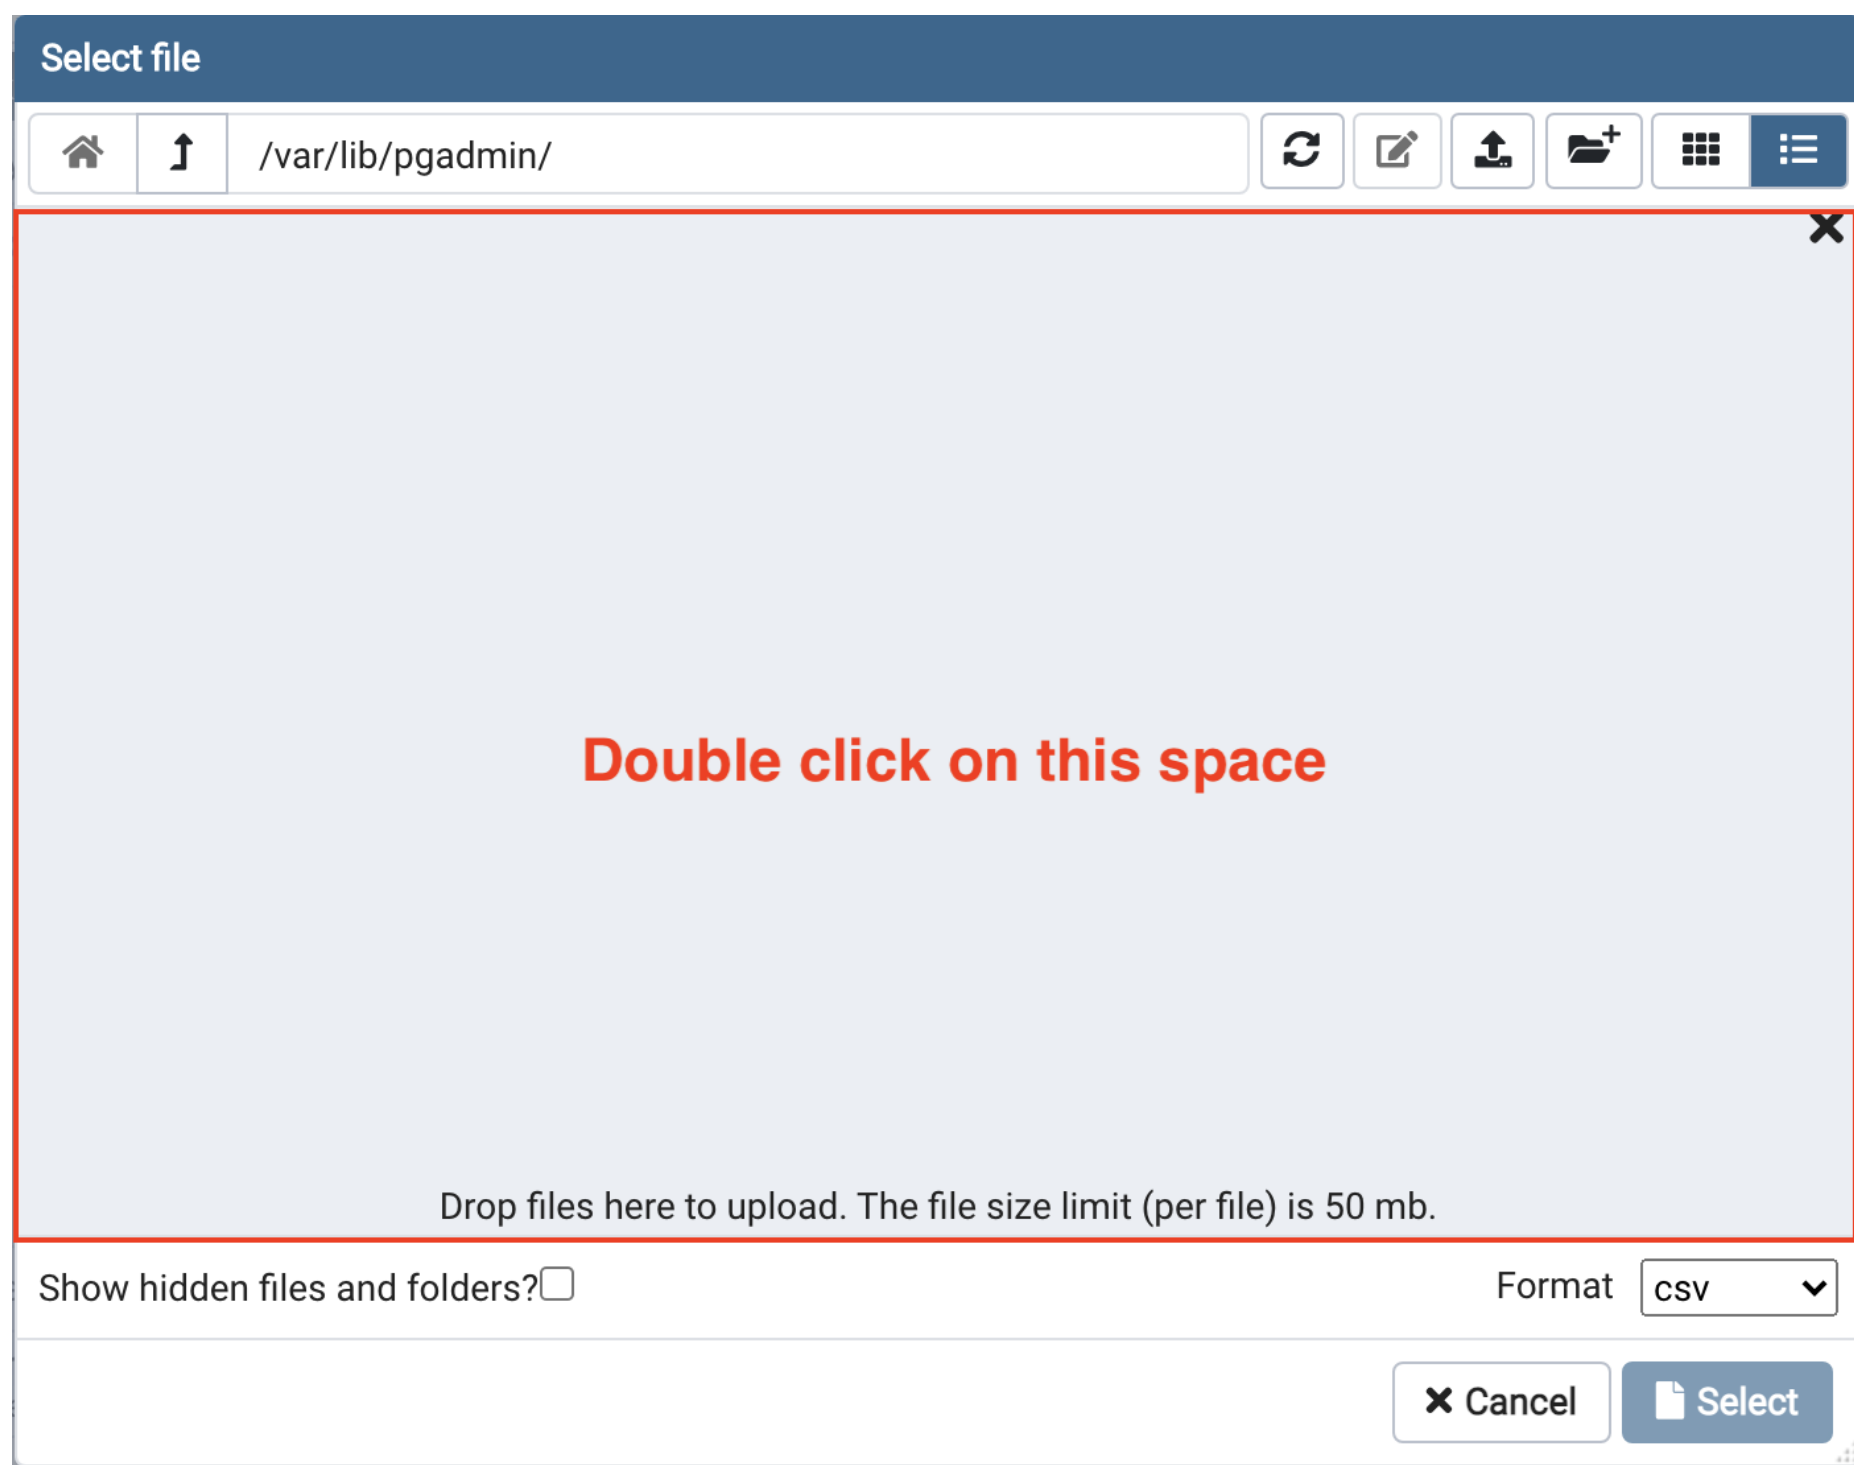 Select file
/var/lib/pgadmin/
Double click on this space
Drop files here to upload. The file size limit (per file) is 50 mb.
Show hidden files and folders?
Format csv
Cancel Select